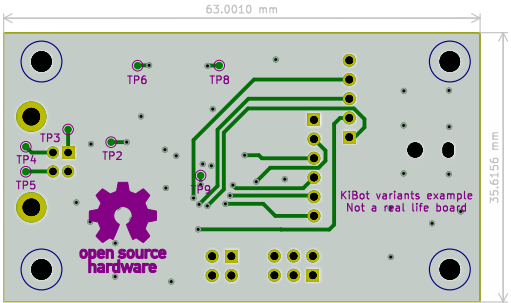 63.0010 mm
TP6
TP8
TP3
TP2
TP4
TP5
TP9
35.6156 mm
KiBot variants example
Not a real life board
open source
hardware